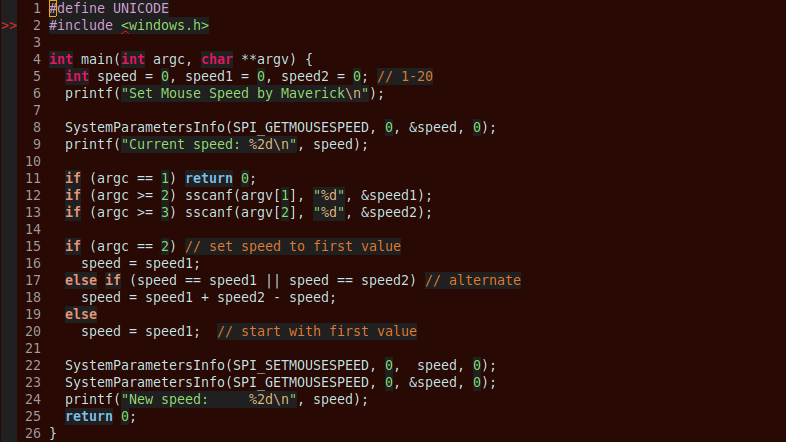 1 #define UNICODE
>> 2 #include <windows.h>
3
4 int main(int argc, char **argv) {
5   int speed = 0, speed1 = 0, speed2 = 0; // 1-20
6   printf("Set Mouse Speed by Maverick\n");
7
8   SystemParametersInfo(SPI_GETMOUSESPEED, 0, &speed, 0);
9   printf("Current speed: %2d\n", speed);
10
11   if (argc == 1) return 0;
12   if (argc >= 2) sscanf(argv[1], "%d", &speed1);
13   if (argc >= 3) sscanf(argv[2], "%d", &speed2);
14
15   if (argc == 2) // set speed to first value
16     speed = speed1;
17   else if (speed == speed1 || speed == speed2) // alternate
18     speed = speed1 + speed2 - speed;
19   else
20     speed = speed1;  // start with first value
21
22   SystemParametersInfo(SPI_SETMOUSESPEED, 0,  speed, 0);
23   SystemParametersInfo(SPI_GETMOUSESPEED, 0, &speed, 0);
24   printf("New speed:     %2d\n", speed);
25   return 0;
26 }